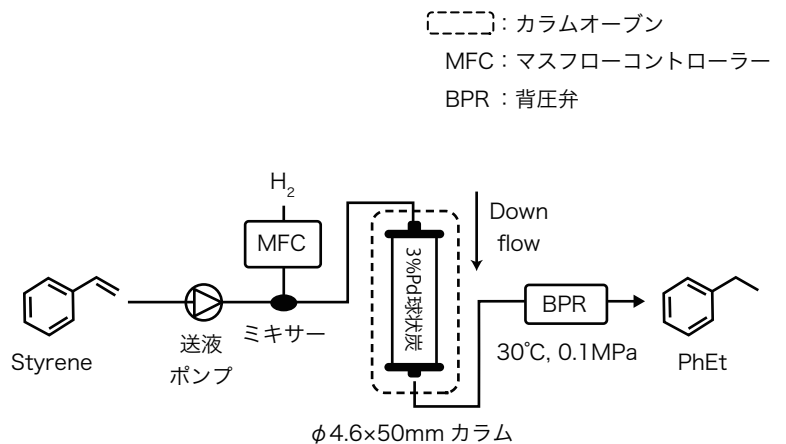 ：カラムオーブン
MFC：マスフローコントローラー
BPR：背圧弁
H2
MFC
Down
flow
3%Pd球状炭
BPR
ミキサー
送液
ポンプ
30℃, 0.1MPa
Styrene
PhEt
φ4.6×50mm カラム